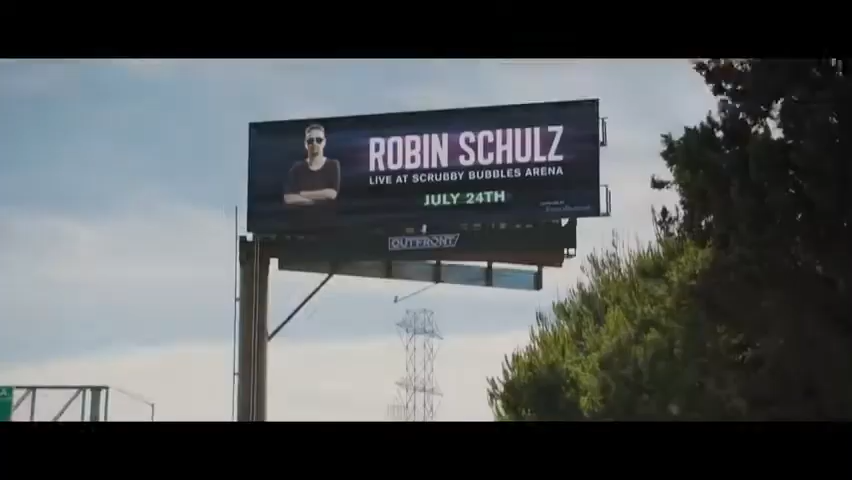 ROBIN SCHULZ
LIVE AT SCRUBBY BUBBLES ARENA
JULY 24TH
OUTFRONT